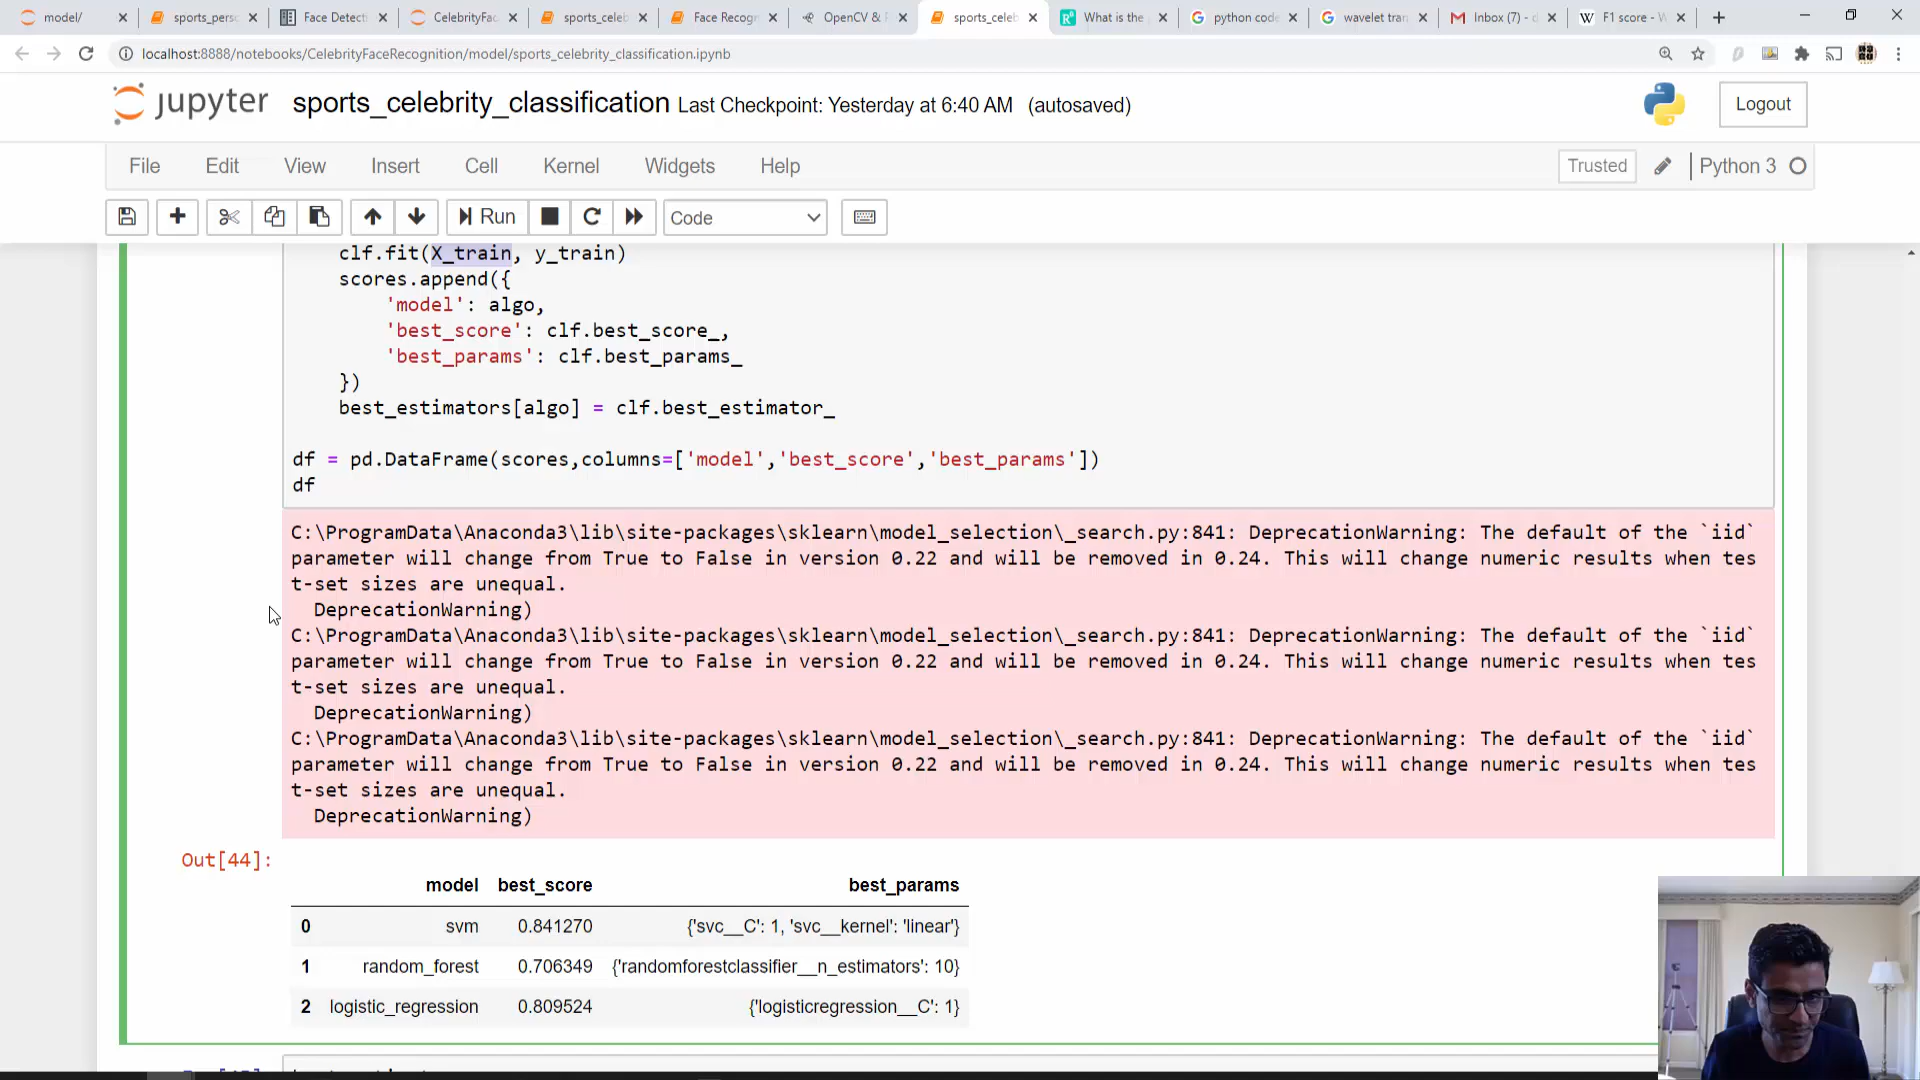 model/
sports_pers
Face Detecti
CelebrityFac
sports_celeb
Face Recogn
OpenCV & P
sports_celeb
What is the
python code
wavelet tran
Inbox (7) - d
F1 score - W
localhost:8888/notebooks/CelebrityFaceRecognition/model/sports_celebrity_classification.ipynb
jupyter sports_celebrity_classification Last Checkpoint: Yesterday at 6:40 AM (autosaved)
Logout
File Edit View Insert Cell Kernel Widgets Help
Trusted
Python 3
Run
Code
clf.fit(X_train, y_train)
scores.append({
'model': algo,
'best_score': clf.best_score_,
'best_params': clf.best_params_
})
best_estimators[algo] = clf.best_estimator_
df = pd.DataFrame(scores,columns=['model','best_score','best_params'])
df
C:\ProgramData\Anaconda3\lib\site-packages\sklearn\model_selection\_search.py:841: DeprecationWarning: The default of the `iid`
parameter will change from True to False in version 0.22 and will be removed in 0.24. This will change numeric results when tes
t-set sizes are unequal.
DeprecationWarning)
C:\ProgramData\Anaconda3\lib\site-packages\sklearn\model_selection\_search.py:841: DeprecationWarning: The default of the `iid`
parameter will change from True to False in version 0.22 and will be removed in 0.24. This will change numeric results when tes
t-set sizes are unequal.
DeprecationWarning)
C:\ProgramData\Anaconda3\lib\site-packages\sklearn\model_selection\_search.py:841: DeprecationWarning: The default of the `iid`
parameter will change from True to False in version 0.22 and will be removed in 0.24. This will change numeric results when tes
t-set sizes are unequal.
DeprecationWarning)
Out[44]:
model best_score best_params
0 svm 0.841270 {'svc__C': 1, 'svc__kernel': 'linear'}
1 random_forest 0.706349 {'randomforestclassifier__n_estimators': 10}
2 logistic_regression 0.809524 {'logisticregression__C': 1}